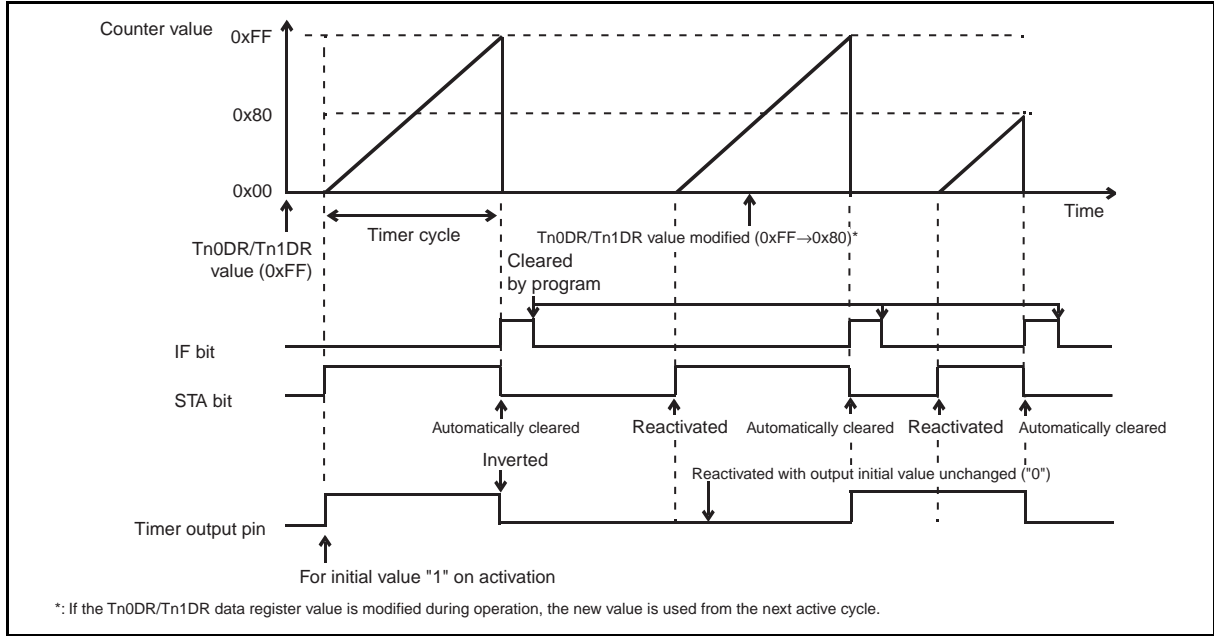 Counter value
0xFF
0x80
0x00
Time
Timer cycle
Tn0DR/Tn1DR value modified (0xFF→0x80)*
Tn0DR/Tn1DR
value (0xFF)
Cleared
by program
IF bit
STA bit
Automatically cleared
Reactivated
Automatically cleared
Reactivated
Automatically cleared
Inverted
Reactivated with output initial value unchanged ("0")
Timer output pin
For initial value "1" on activation
*: If the Tn0DR/Tn1DR data register value is modified during operation, the new value is used from the next active cycle.